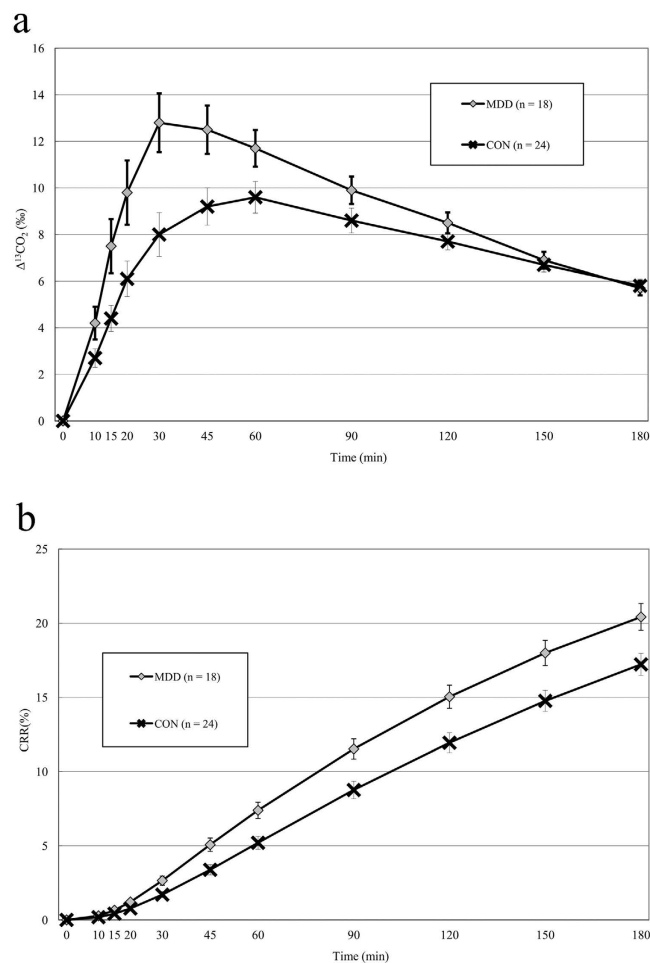 a
16
14
12
10
8
6
4
2
0
Δ¹³CO₂ (‰)
MDD (n = 18)
CON (n = 24)
0 10 15 20 30 45 60 90 120 150 180
Time (min)
b
25
20
15
10
5
0
CRR(%)
MDD (n = 18)
CON (n = 24)
0 10 15 20 30 45 60 90 120 150 180
Time (min)